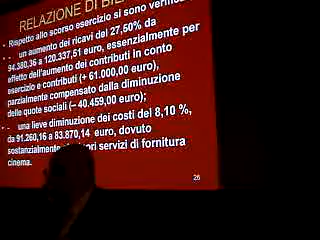 RELAZIONE DI
Rispetto allo scorso esercizio si sono
- un aumento dei ricavi del 27,50% da
94.380,36 a 120.337,51 euro, essenzialmente per
effetto dell'aumento dei contributi in conto
esercizio e contributi (+ 61.000,00 euro),
parzialmente compensato dalla diminuzione
delle quote sociali (– 40.459,00 euro);
- una lieve diminuzione dei costi del 8,10 %,
da 91.260,16 a 83.870,14 euro, dovuto
sostanzialmente servizi di fornitura
cinema.
26